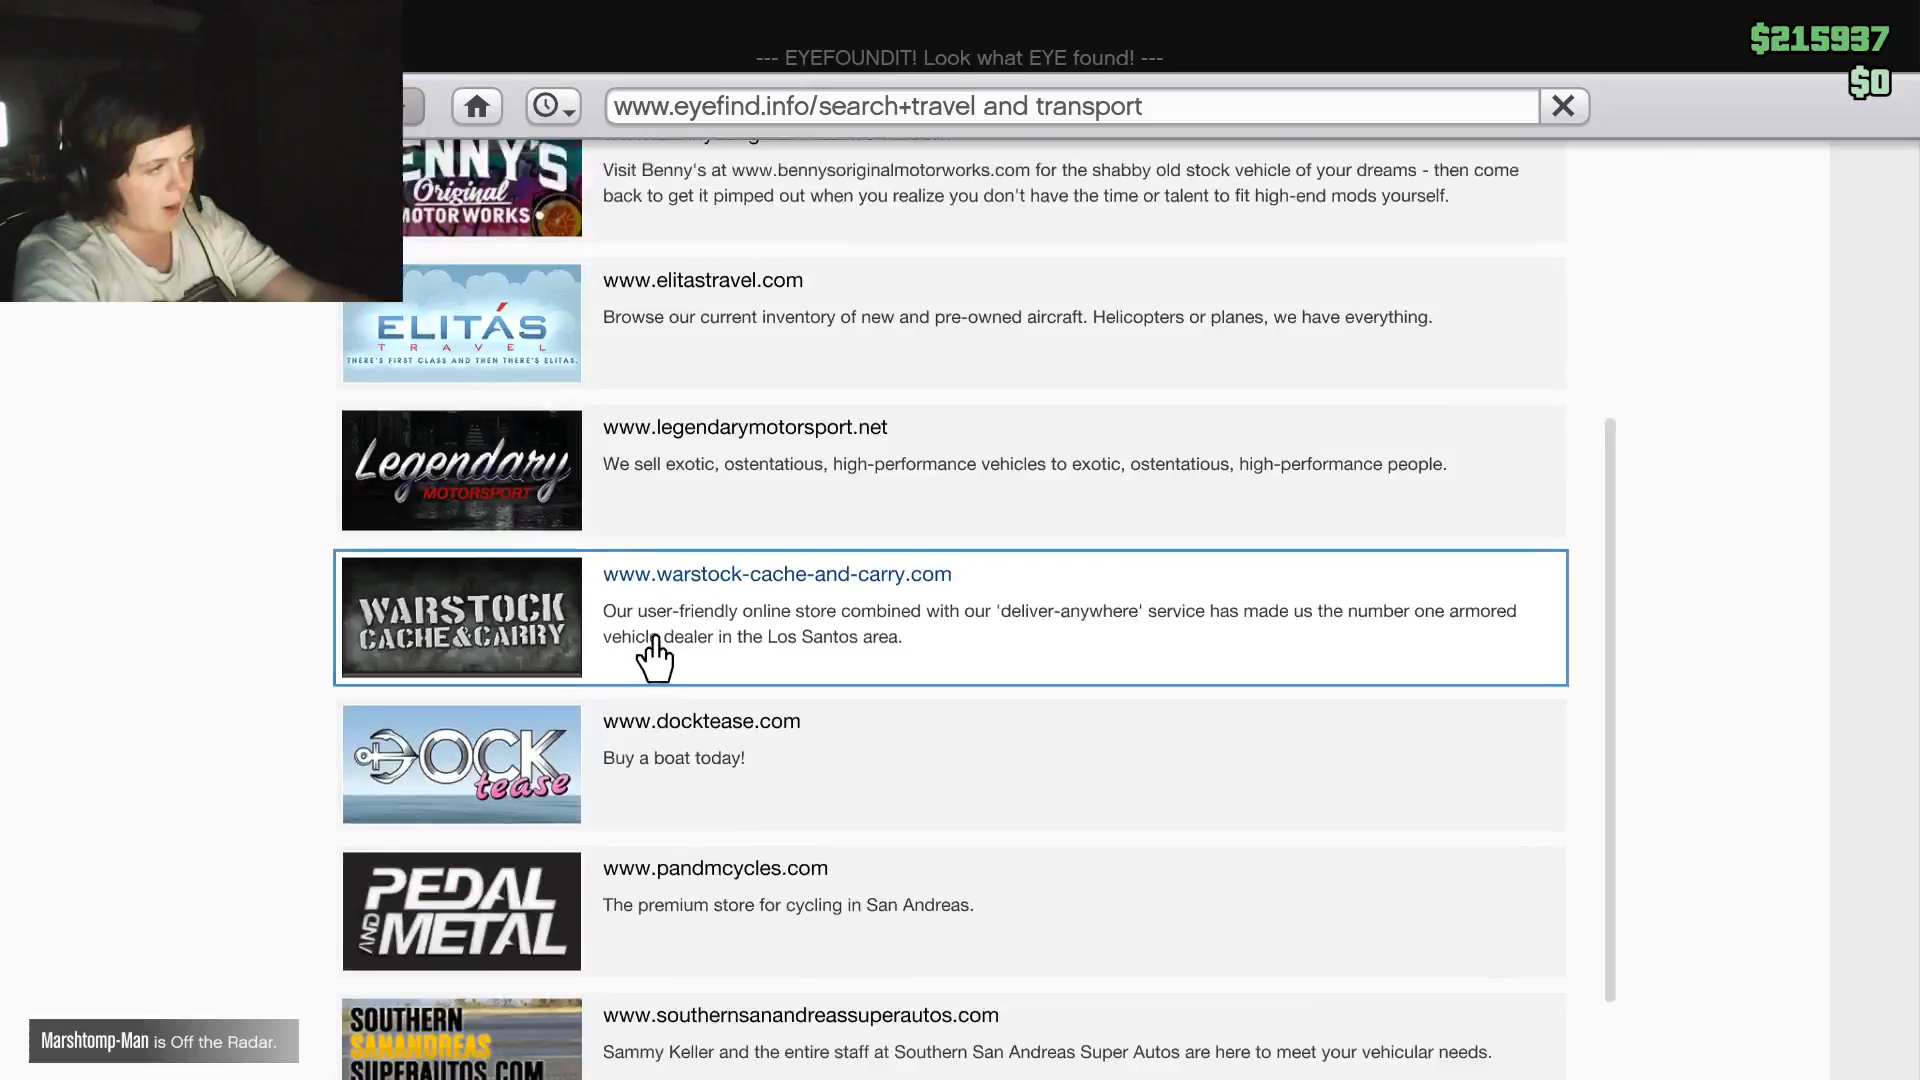 $215937
--- EYEFOUNDIT! Look what EYE found! ---
$0
www.eyefind.info/search+travel and transport
ENNY'S
Original
MOTOR WORKS
Visit Benny's at www.bennysoriginalmotorworks.com for the shabby old stock vehicle of your dreams - then come
back to get it pimped out when you realize you don't have the time or talent to fit high-end mods yourself.
ELITÁS
TRAVEL
THERE'S FIRST CLASS AND THEN THERE'S ELITAS.
www.elitastravel.com
Browse our current inventory of new and pre-owned aircraft. Helicopters or planes, we have everything.
Legendary
MOTORSPORT
www.legendarymotorsport.net
We sell exotic, ostentatious, high-performance vehicles to exotic, ostentatious, high-performance people.
WARSTOCK
CACHE&CARRY
www.warstock-cache-and-carry.com
Our user-friendly online store combined with our 'deliver-anywhere' service has made us the number one armored
vehicle dealer in the Los Santos area.
DOCK
tease
www.docktease.com
Buy a boat today!
PEDAL
AND METAL
www.pandmcycles.com
The premium store for cycling in San Andreas.
SOUTHERN
SANANDREAS
SUPERAUTOS.COM
www.southernsanandreassuperautos.com
Sammy Keller and the entire staff at Southern San Andreas Super Autos are here to meet your vehicular needs.
Marshtomp-Man is Off the Radar.